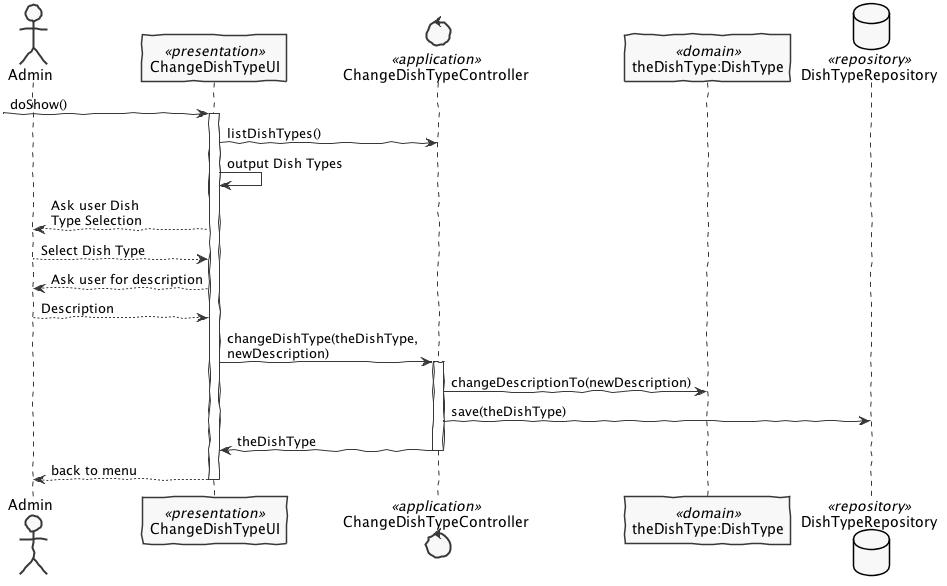 Admin
«presentation»
ChangeDishTypeUI
«application»
ChangeDishTypeController
«domain»
theDishType:DishType
«repository»
DishTypeRepository
doShow()
listDishTypes()
output Dish Types
Ask user Dish
Type Selection
Select Dish Type
Ask user for description
Description
changeDishType(theDishType,
newDescription)
changeDescriptionTo(newDescription)
save(theDishType)
theDishType
back to menu
Admin
«presentation»
ChangeDishTypeUI
«application»
ChangeDishTypeController
«domain»
theDishType:DishType
«repository»
DishTypeRepository